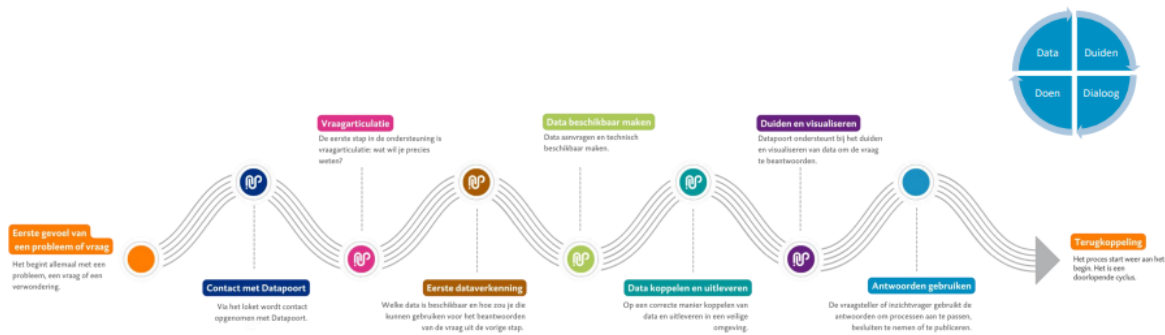 Data
Duiden
Doen
Dialoog
Eerste gevoel van
een probleem of vraag
Het begint allemaal met een
probleem, een vraag of een
verwondering.
Contact met Datapoort
Via het loket wordt contact
opgenomen met Datapoort.
Vraagarticulatie
De eerste stap in de ondersteuning is
vraagarticulatie: wat wil je precies
weten?
Eerste dataverkenning
Welke data is beschikbaar en hoe zou je die
kunnen gebruiken voor het beantwoorden
van de vraag uit de vorige stap.
Data beschikbaar maken
Data aanvragen en technisch
beschikbaar maken.
Data koppelen en uitleveren
Op een correcte manier koppelen van
data en uitleveren in een veilige
omgeving.
Duiden en visualiseren
Datapoort ondersteunt bij het duiden
en visualiseren van data om de vraag
te beantwoorden.
Antwoorden gebruiken
De vraagsteller of inzichtvrager gebruikt de
antwoorden om processen aan te passen,
besluiten te nemen of te publiceren.
Terugkoppeling
Het proces start weer aan het
begin. Het is een
doorlopende cyclus.